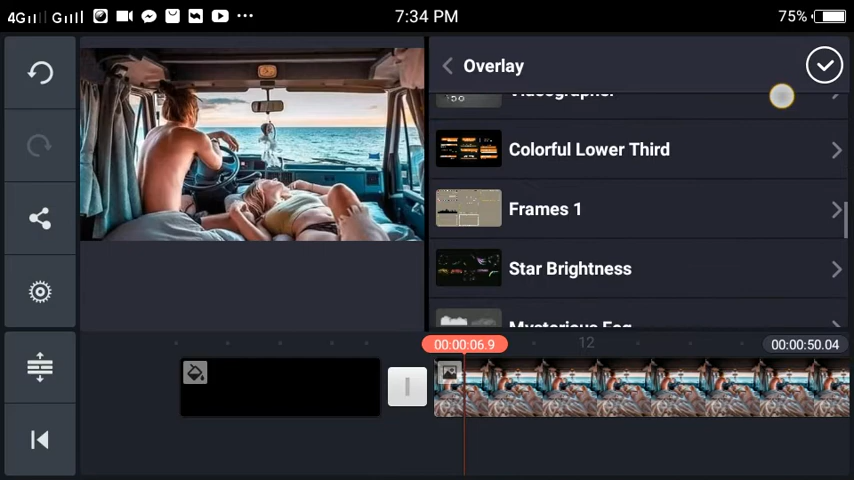 4G G 7:34 PM 75%
Overlay
Videographer
Colorful Lower Third
Frames 1
Star Brightness
Mysterious Fog
00:00:06.9 12 00:00:50.04